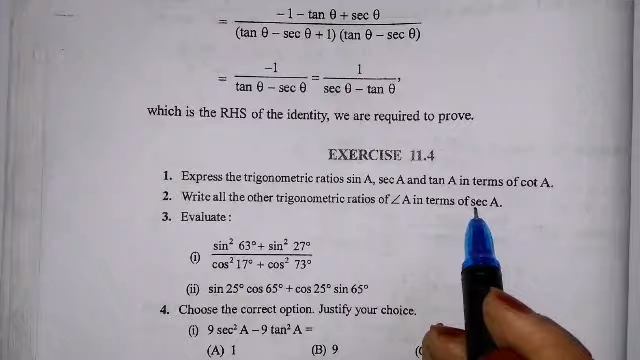 = −1 − tan θ + sec θ / (tan θ − sec θ + 1) (tan θ − sec θ)
= −1 / tan θ − sec θ = 1 / sec θ − tan θ ,
which is the RHS of the identity, we are required to prove.
EXERCISE 11.4
1. Express the trigonometric ratios sin A, sec A and tan A in terms of cot A.
2. Write all the other trigonometric ratios of ∠A in terms of sec A.
3. Evaluate :
(i) sin² 63° + sin² 27° / cos² 17° + cos² 73°
(ii) sin 25° cos 65° + cos 25° sin 65°
4. Choose the correct option. Justify your choice.
(i) 9 sec² A − 9 tan² A =
(A) 1 (B) 9